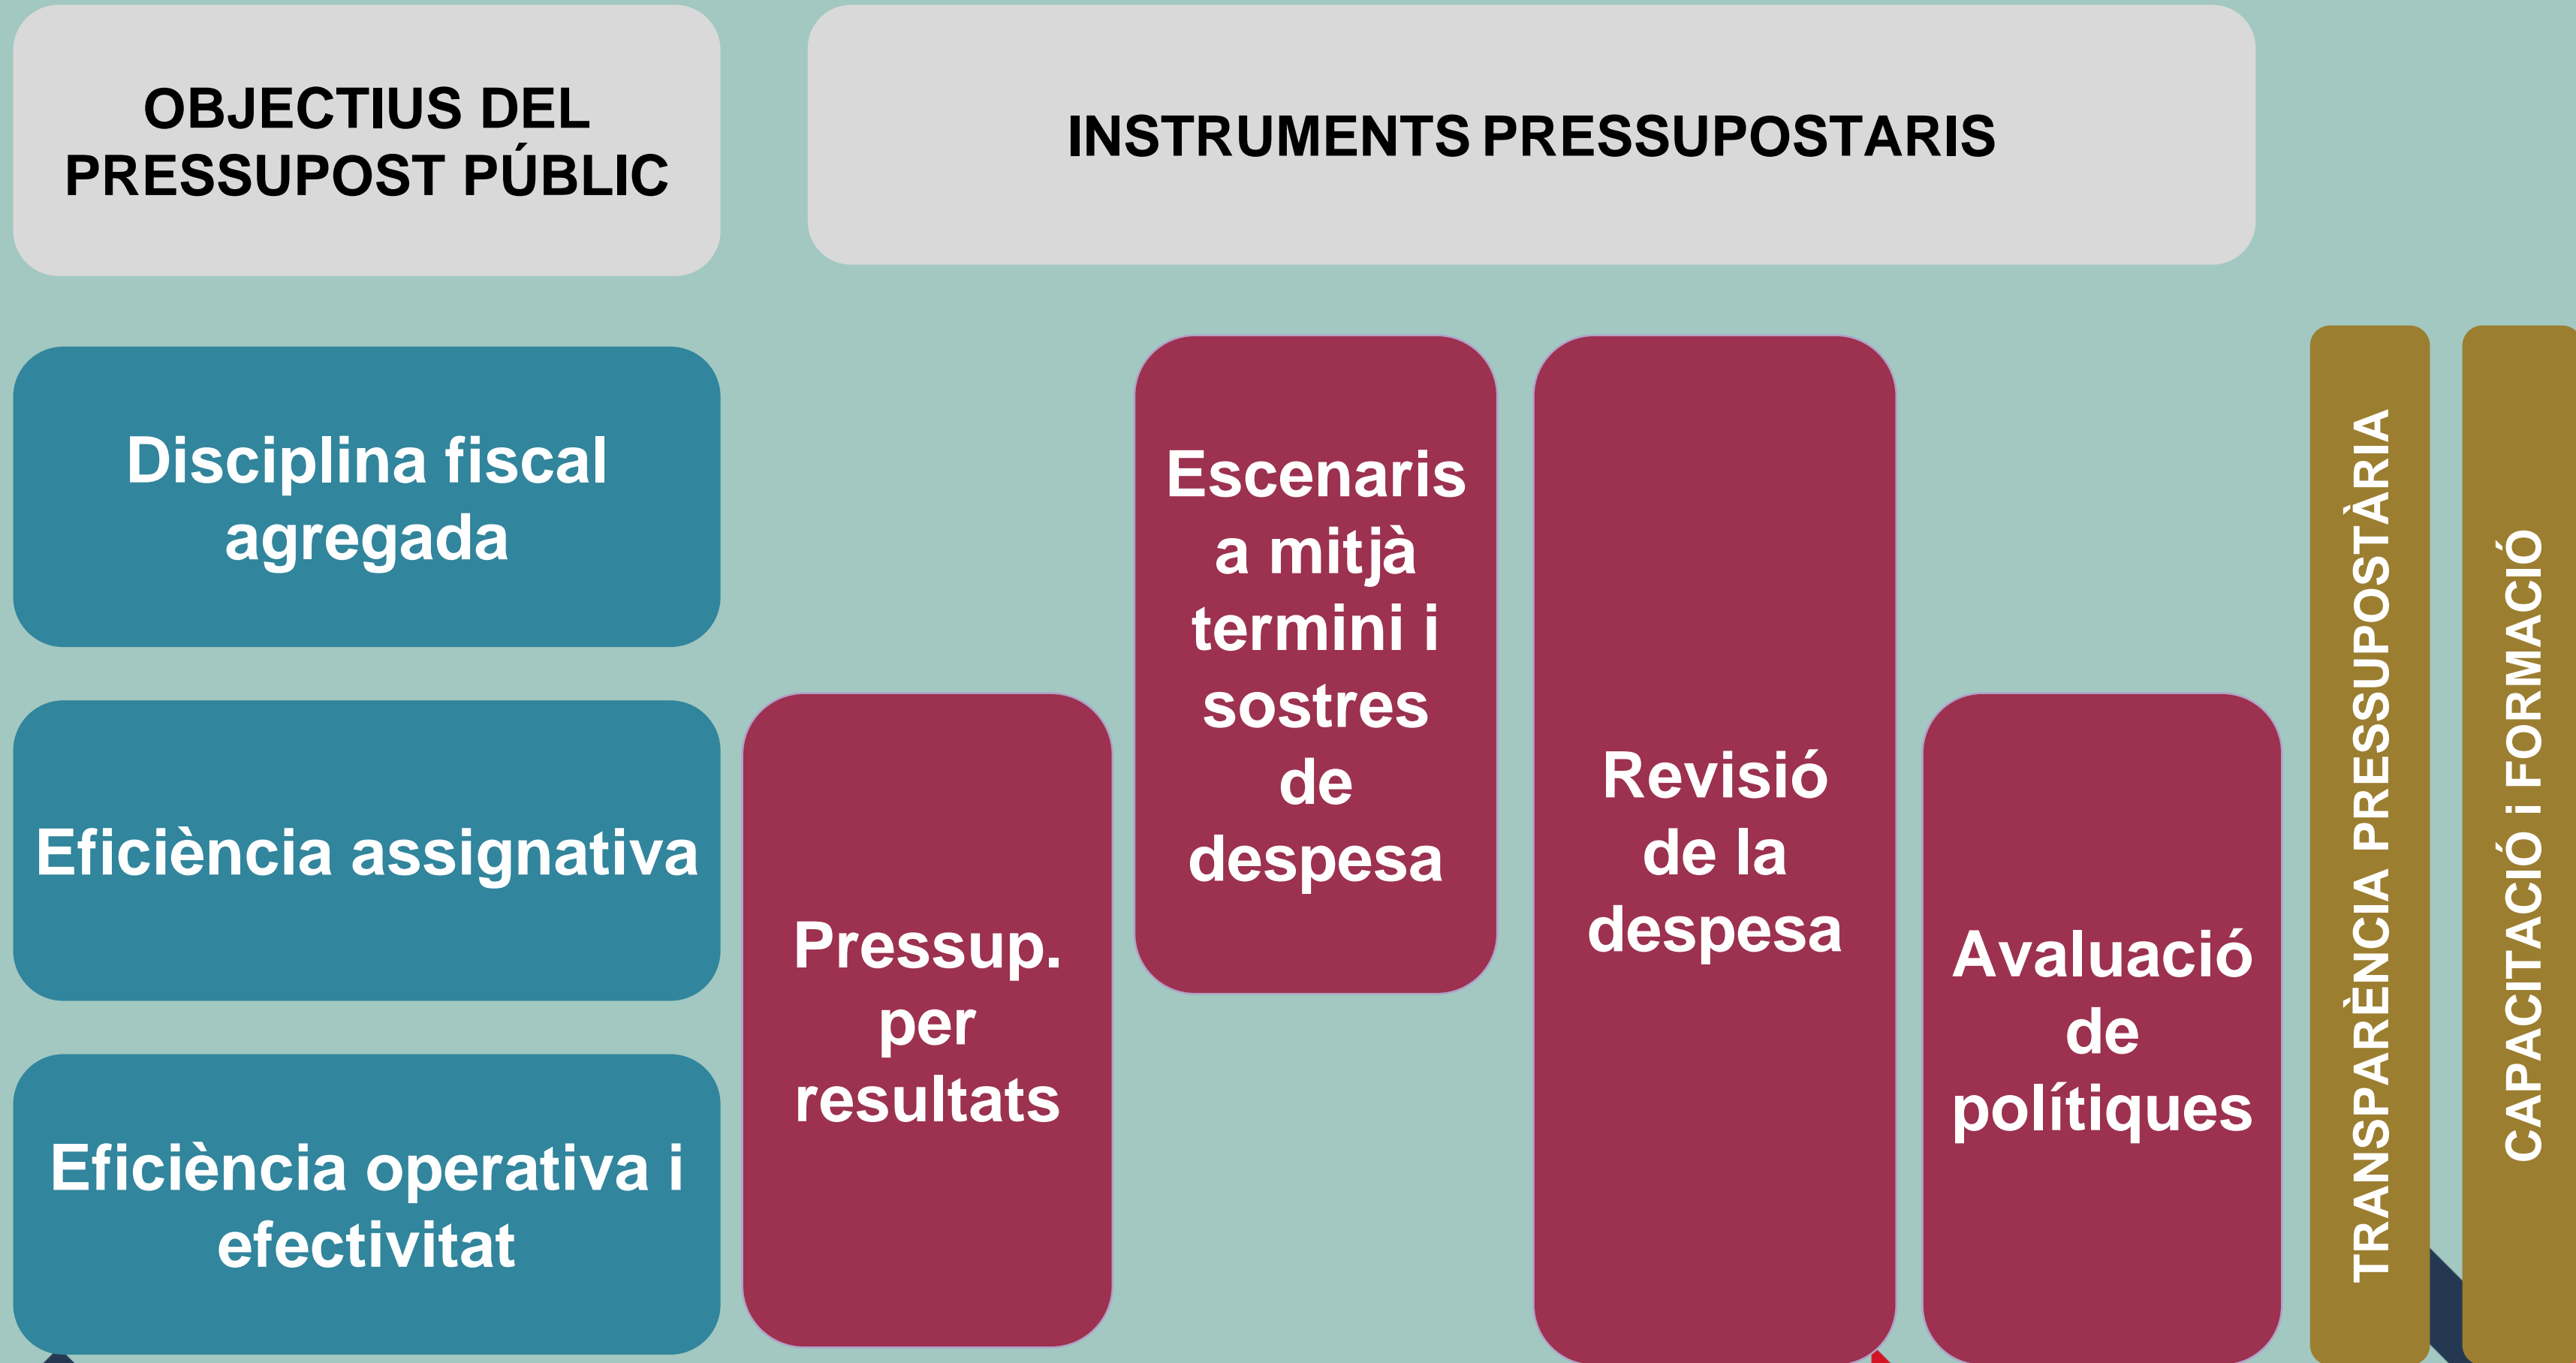 OBJECTIUS DEL
PRESSUPOST PÚBLIC
INSTRUMENTS PRESSUPOSTARIS
Disciplina fiscal
agregada
Eficiència assignativa
Eficiència operativa i
efectivitat
Pressup.
per
resultats
Escenaris
a mitjà
termini i
sostres
de
despesa
Revisió
de la
despesa
Avaluació
de
polítiques
TRANSPARÈNCIA PRESSUPOSTÀRIA
CAPACITACIÓ i FORMACIÓ